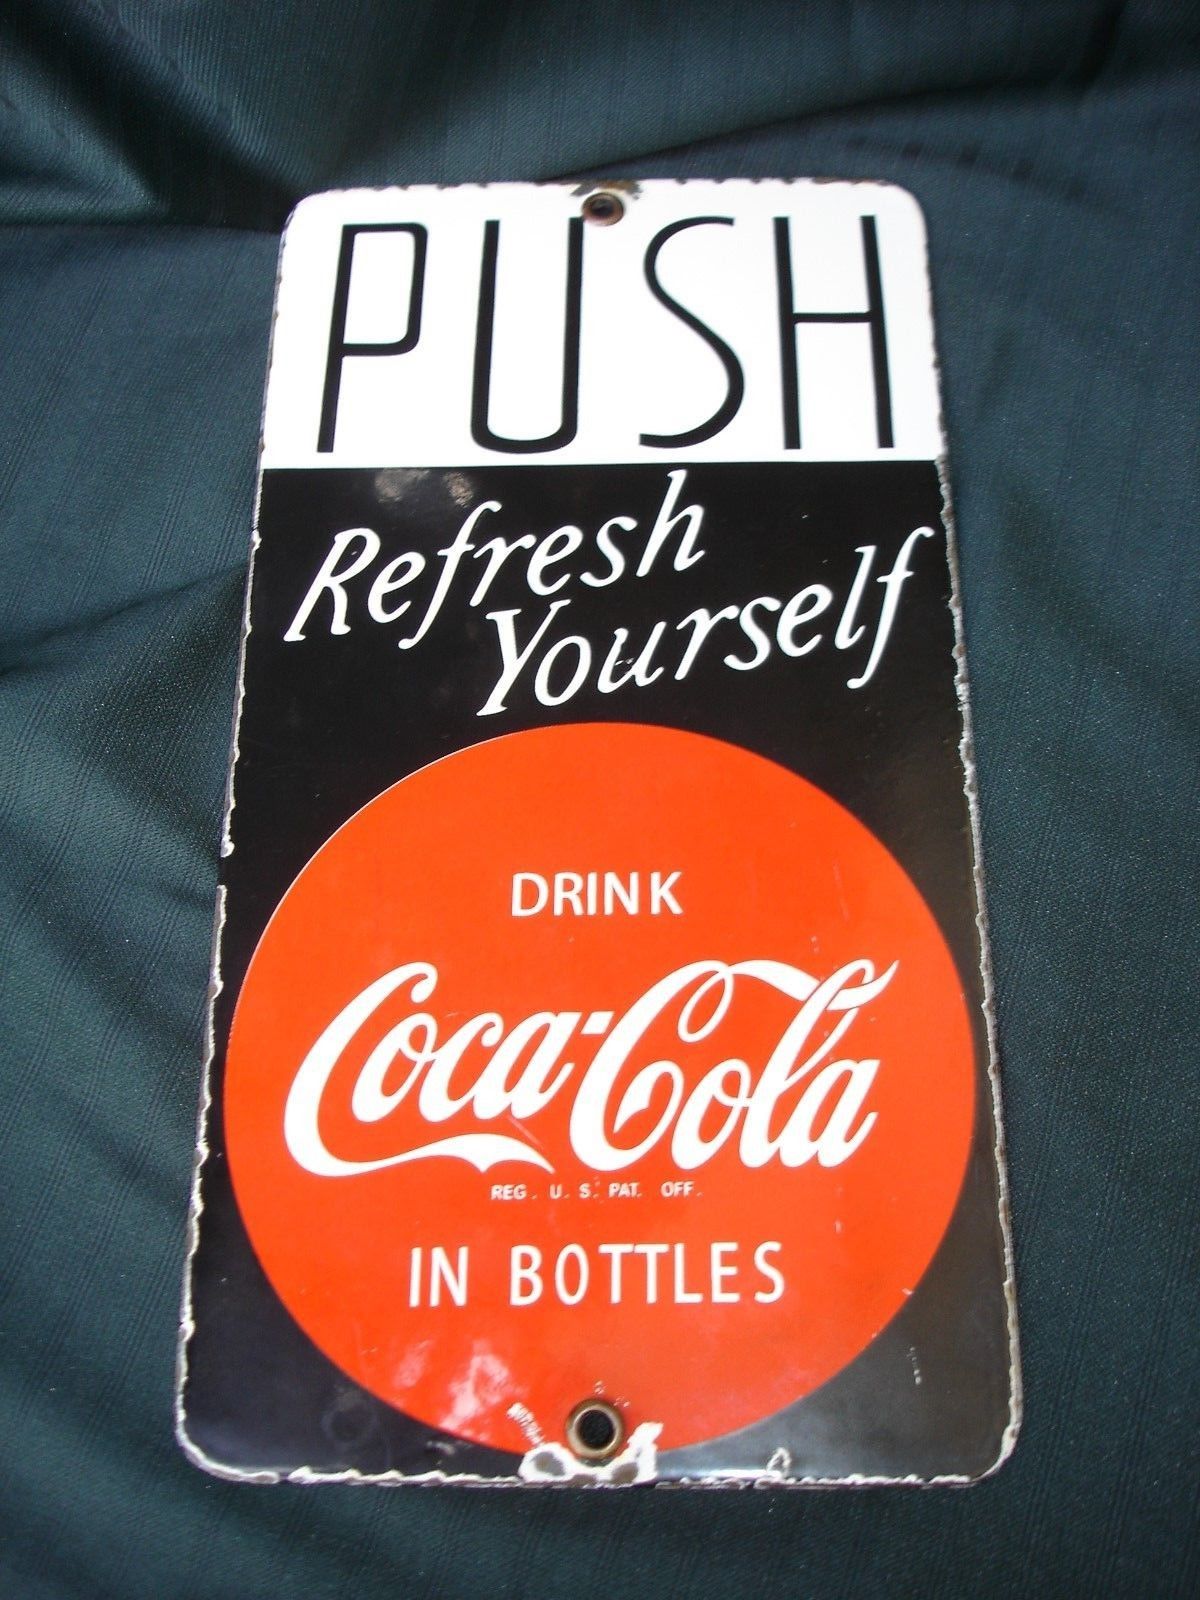 PUSH
Refresh
Yourself
DRINK
Coca-Cola
REG. U. S. PAT. OFF.
IN BOTTLES